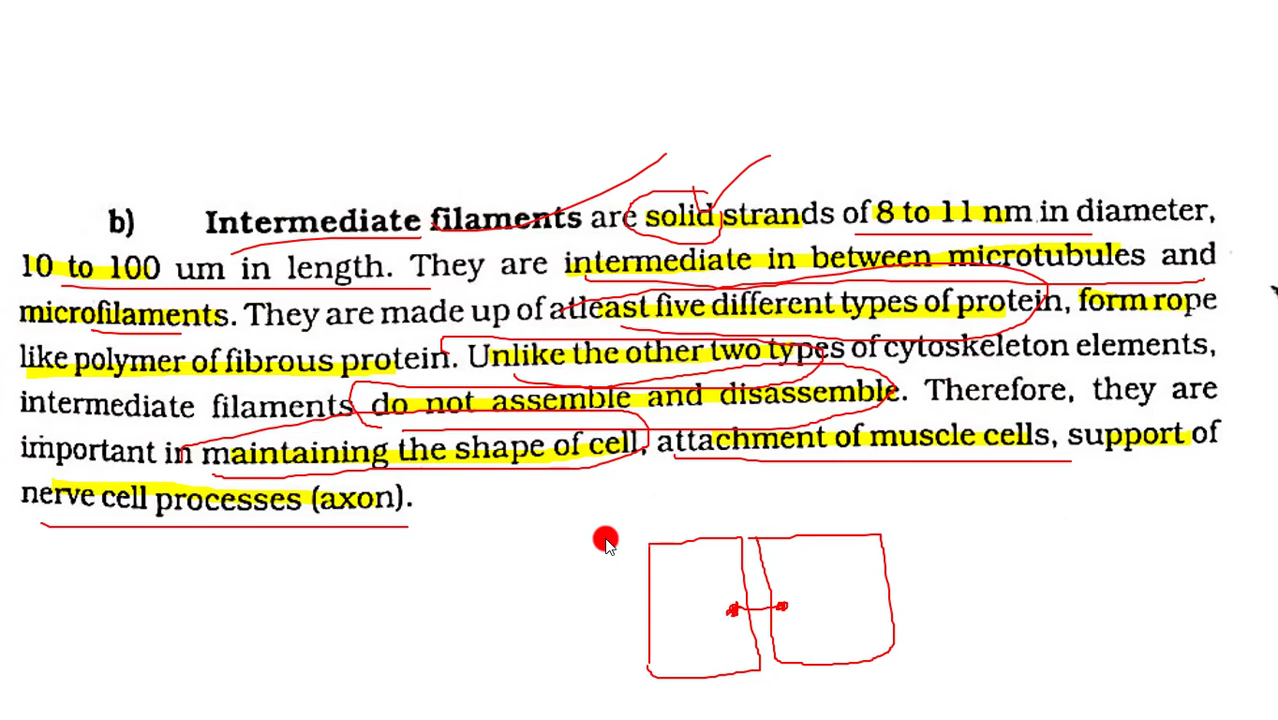 b) Intermediate filaments are solid strands of 8 to 11 nm in diameter,
10 to 100 um in length. They are intermediate in between microtubules and
microfilaments. They are made up of atleast five different types of protein, form rope
like polymer of fibrous protein. Unlike the other two types of cytoskeleton elements,
intermediate filaments do not assemble and disassemble. Therefore, they are
important in maintaining the shape of cell, attachment of muscle cells, support of
nerve cell processes (axon).